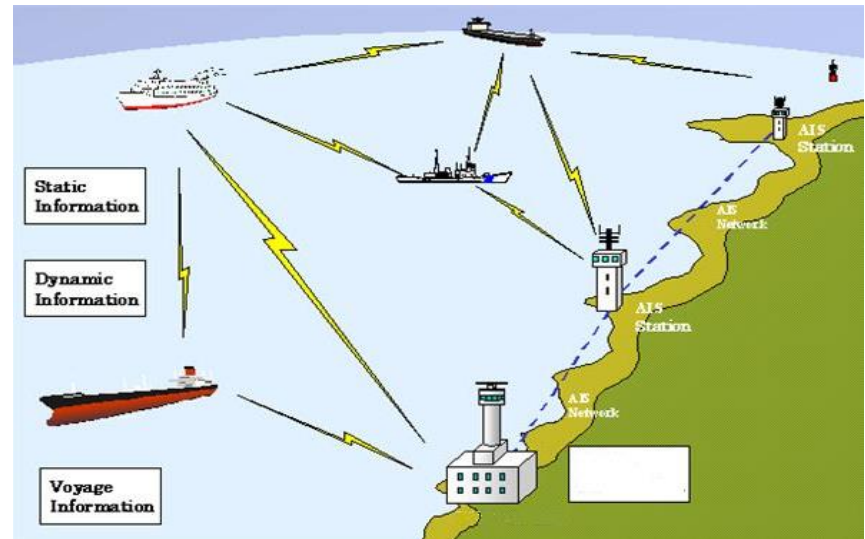 AIS
Station
Static
Information
AIS
Network
Dynamic
Information
AIS
Station
AIS
Network
Voyage
Information